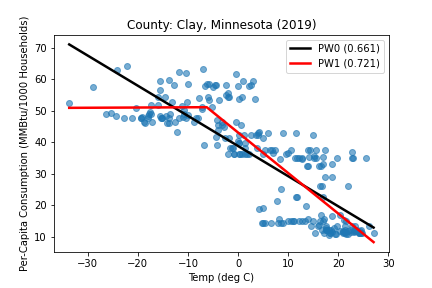 County: Clay, Minnesota (2019)
Per-Capita Consumption (MMBtu/1000 Households)
70
60
50
40
30
20
10
PW0 (0.661)
PW1 (0.721)
−30
−20
−10
0
10
20
30
Temp (deg C)